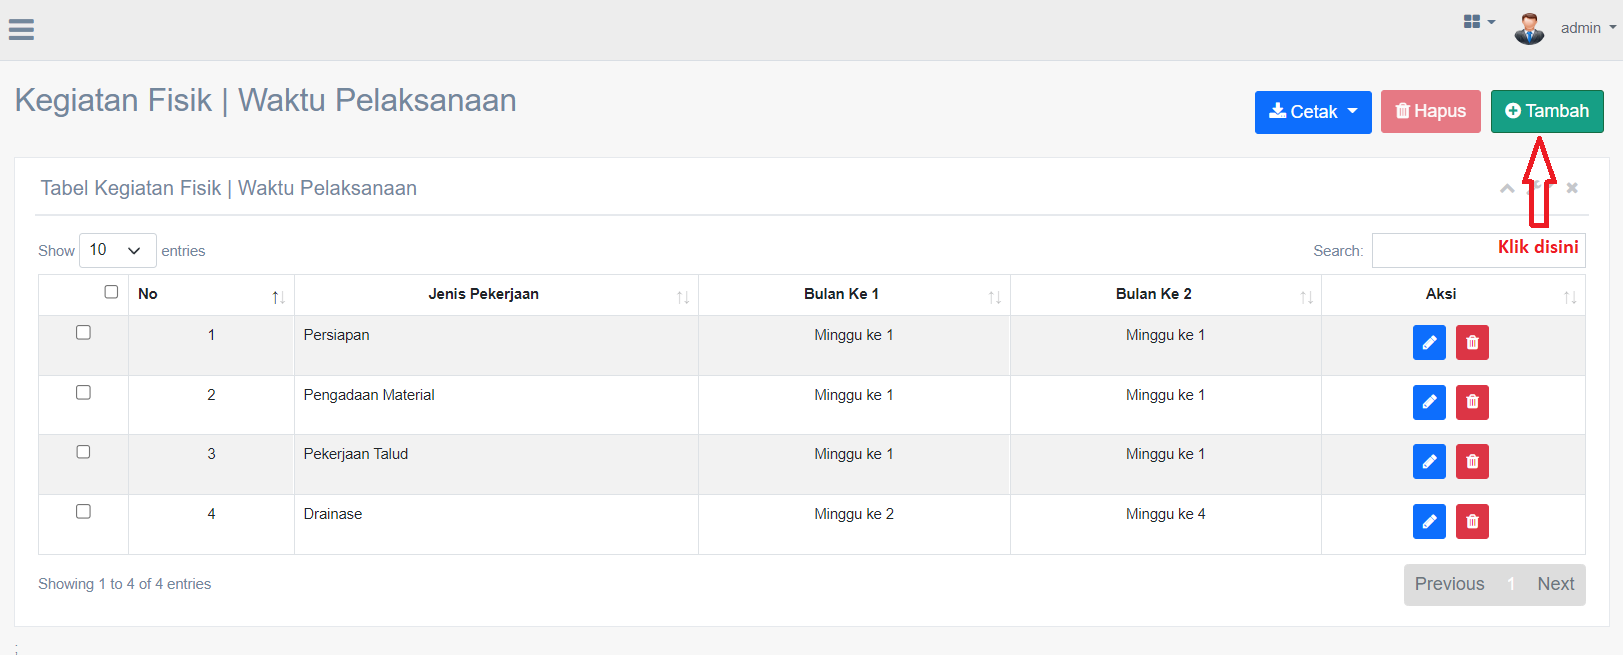 admin
Kegiatan Fisik | Waktu Pelaksanaan
Cetak Hapus Tambah
Tabel Kegiatan Fisik | Waktu Pelaksanaan
Show 10 entries Search: Klik disini
No Jenis Pekerjaan Bulan Ke 1 Bulan Ke 2 Aksi
1 Persiapan Minggu ke 1 Minggu ke 1
2 Pengadaan Material Minggu ke 1 Minggu ke 1
3 Pekerjaan Talud Minggu ke 1 Minggu ke 1
4 Drainase Minggu ke 2 Minggu ke 4
Showing 1 to 4 of 4 entries Previous 1 Next
;